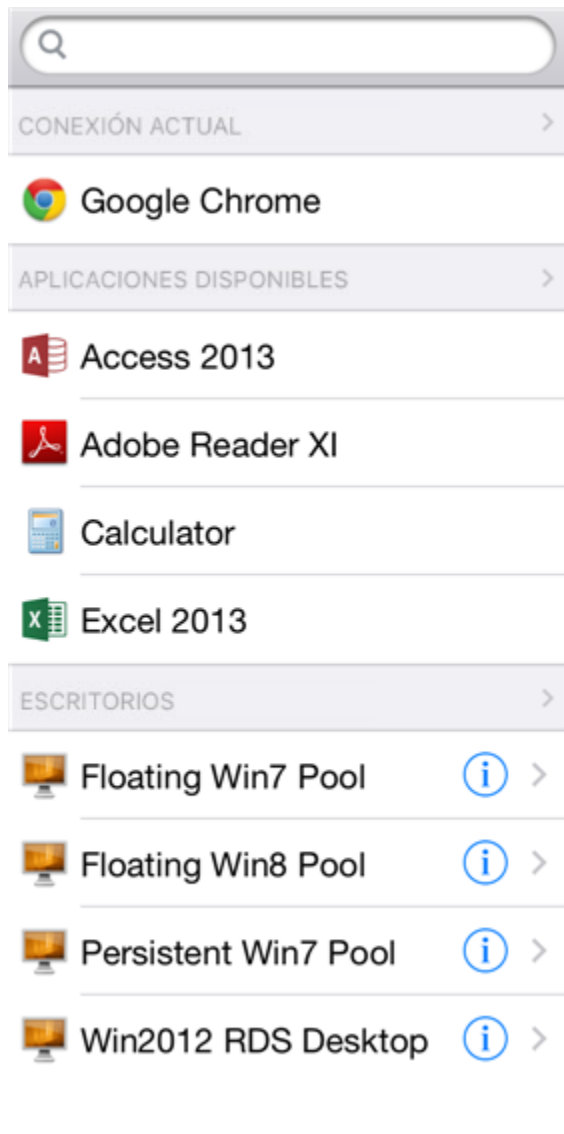 CONEXIÓN ACTUAL
Google Chrome
APLICACIONES DISPONIBLES
Access 2013
Adobe Reader XI
Calculator
Excel 2013
ESCRITORIOS
Floating Win7 Pool
Floating Win8 Pool
Persistent Win7 Pool
Win2012 RDS Desktop